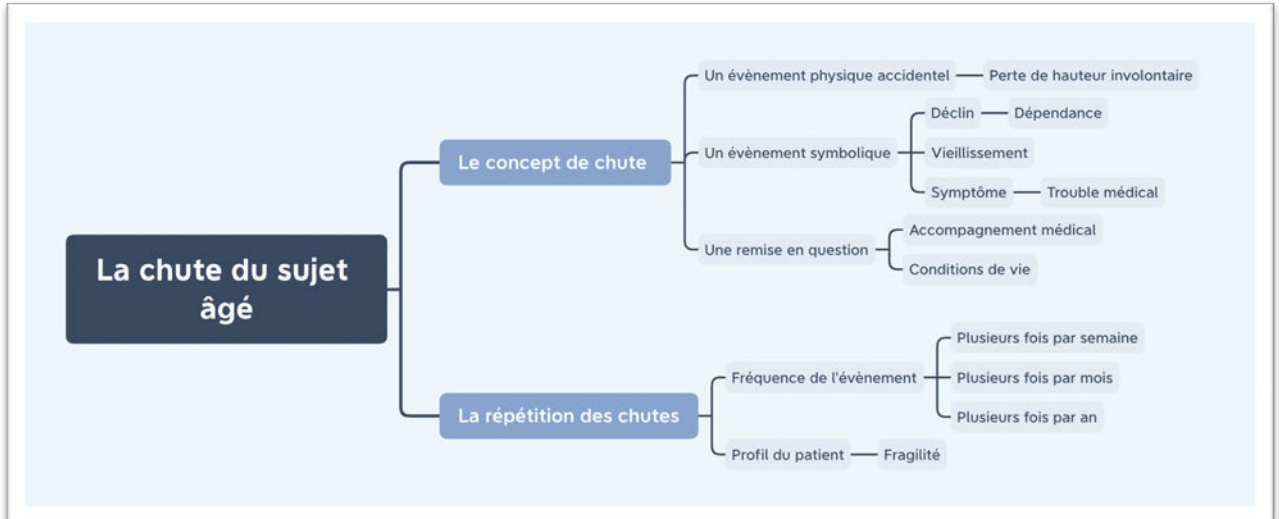 La chute du sujet
âgé
Le concept de chute
Un évènement physique accidentel
Perte de hauteur involontaire
Un évènement symbolique
Déclin
Dépendance
Vieillissement
Symptôme
Trouble médical
Une remise en question
Accompagnement médical
Conditions de vie
La répétition des chutes
Fréquence de l'évènement
Plusieurs fois par semaine
Plusieurs fois par mois
Plusieurs fois par an
Profil du patient
Fragilité